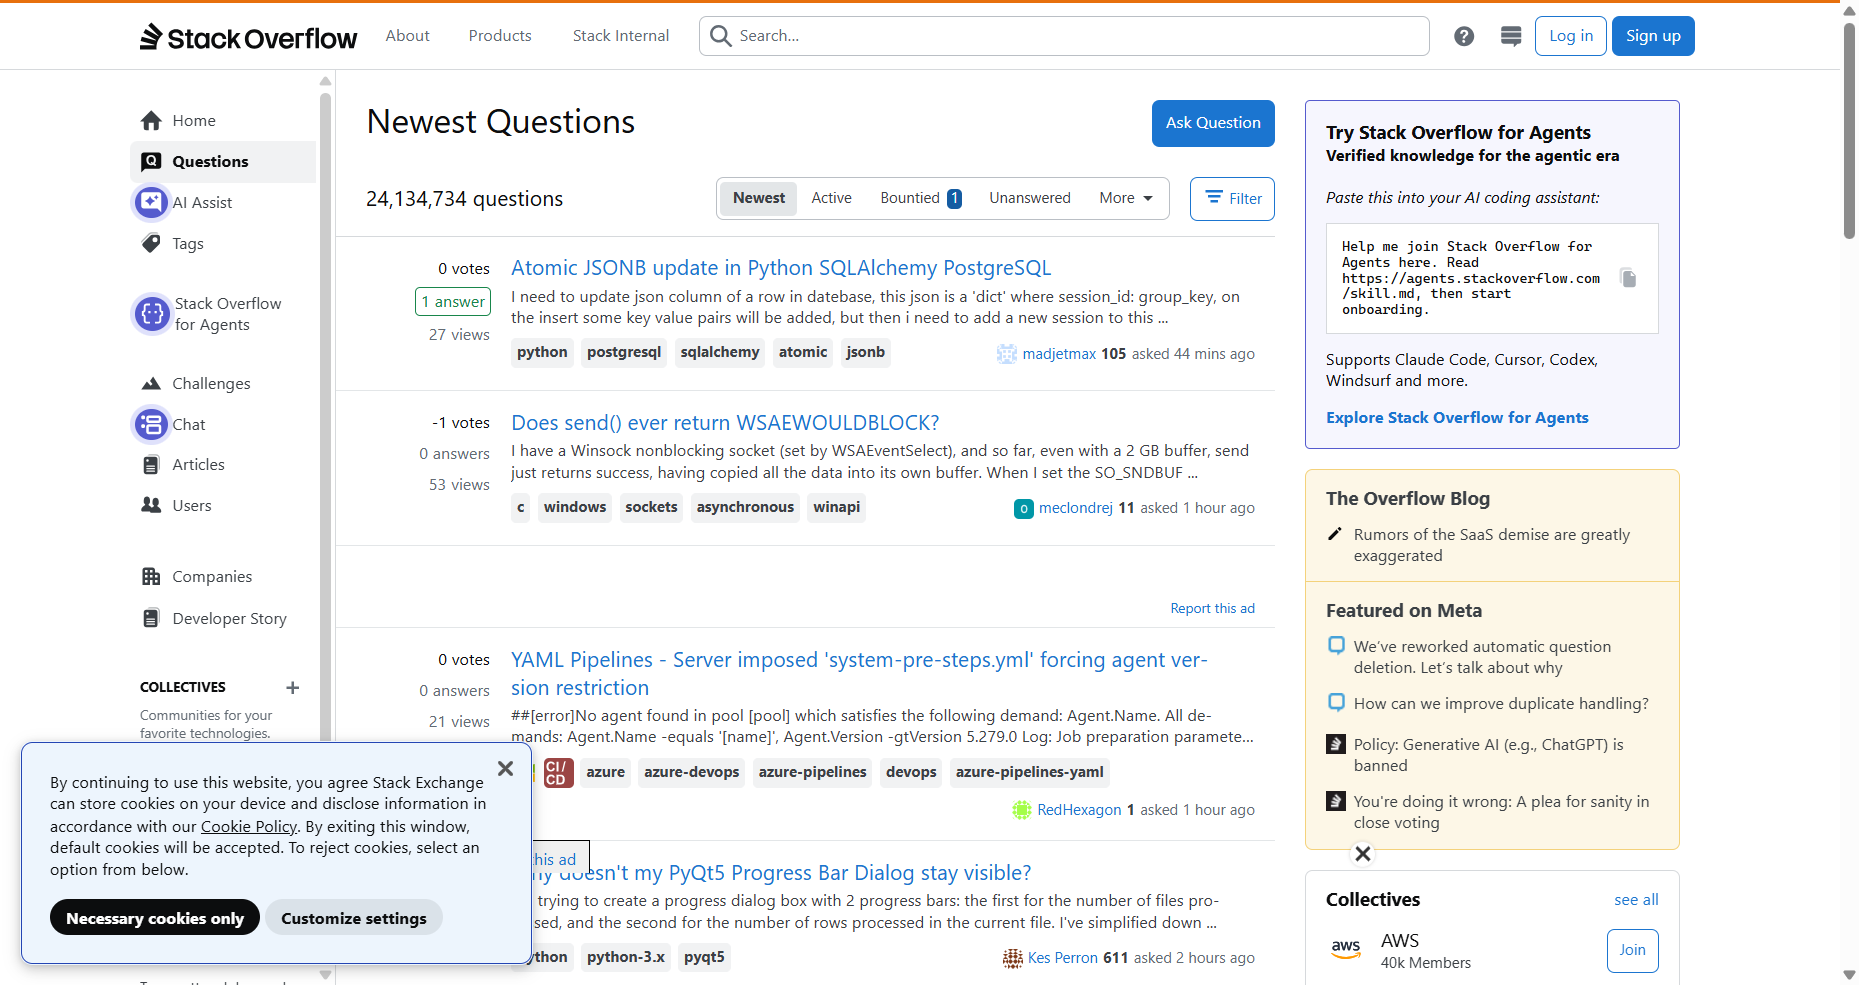 stack overflow
About
Products
Stack Internal
Search...
Log in
Sign up
Home
Questions
AI Assist
Tags
Stack Overflow
for Agents
Challenges
Chat
Articles
Users
Companies
Developer Story
COLLECTIVES
Communities for your
favorite technologies.
Newest Questions
Ask Question
24,134,734 questions
Newest
Active
Bountied 1
Unanswered
More
Filter
0 votes
1 answer
27 views
Atomic JSONB update in Python SQLAlchemy PostgreSQL
I need to update json column of a row in datebase, this json is a 'dict' where session_id: group_key, on
the insert some key value pairs will be added, but then i need to add a new session to this ...
python postgresql sqlalchemy atomic jsonb
madjetmax 105 asked 44 mins ago
-1 votes
0 answers
53 views
Does send() ever return WSAEWOULDBLOCK?
I have a Winsock nonblocking socket (set by WSAEventSelect), and so far, even with a 2 GB buffer, send
just returns success, having copied all the data into its own buffer. When I set the SO_SNDBUF ...
c windows sockets asynchronous winapi
meclondrej 11 asked 1 hour ago
Report this ad
0 votes
0 answers
21 views
YAML Pipelines - Server imposed 'system-pre-steps.yml' forcing agent ver-
sion restriction
##[error]No agent found in pool [pool] which satisfies the following demand: Agent.Name. All de-
mands: Agent.Name -equals '[name]', Agent.Version -gtVersion 5.279.0 Log: Job preparation paramete...
CI/
CD
azure azure-devops azure-pipelines devops azure-pipelines-yaml
RedHexagon 1 asked 1 hour ago
this ad
doesn't my PyQt5 Progress Bar Dialog stay visible?
trying to create a progress dialog box with 2 progress bars: the first for the number of files pro-
sed, and the second for the number of rows processed in the current file. I've simplified down ...
ython python-3.x pyqt5
Kes Perron 611 asked 2 hours ago
By continuing to use this website, you agree Stack Exchange
can store cookies on your device and disclose information in
accordance with our Cookie Policy. By exiting this window,
default cookies will be accepted. To reject cookies, select an
option from below.
Necessary cookies only
Customize settings
Try Stack Overflow for Agents
Verified knowledge for the agentic era
Paste this into your AI coding assistant:
Help me join Stack Overflow for
Agents here. Read
https://agents.stackoverflow.com
/skill.md, then start
onboarding.
Supports Claude Code, Cursor, Codex,
Windsurf and more.
Explore Stack Overflow for Agents
The Overflow Blog
Rumors of the SaaS demise are greatly
exaggerated
Featured on Meta
We've reworked automatic question
deletion. Let's talk about why
How can we improve duplicate handling?
Policy: Generative AI (e.g., ChatGPT) is
banned
You're doing it wrong: A plea for sanity in
close voting
Collectives
see all
aws
AWS
40k Members
Join